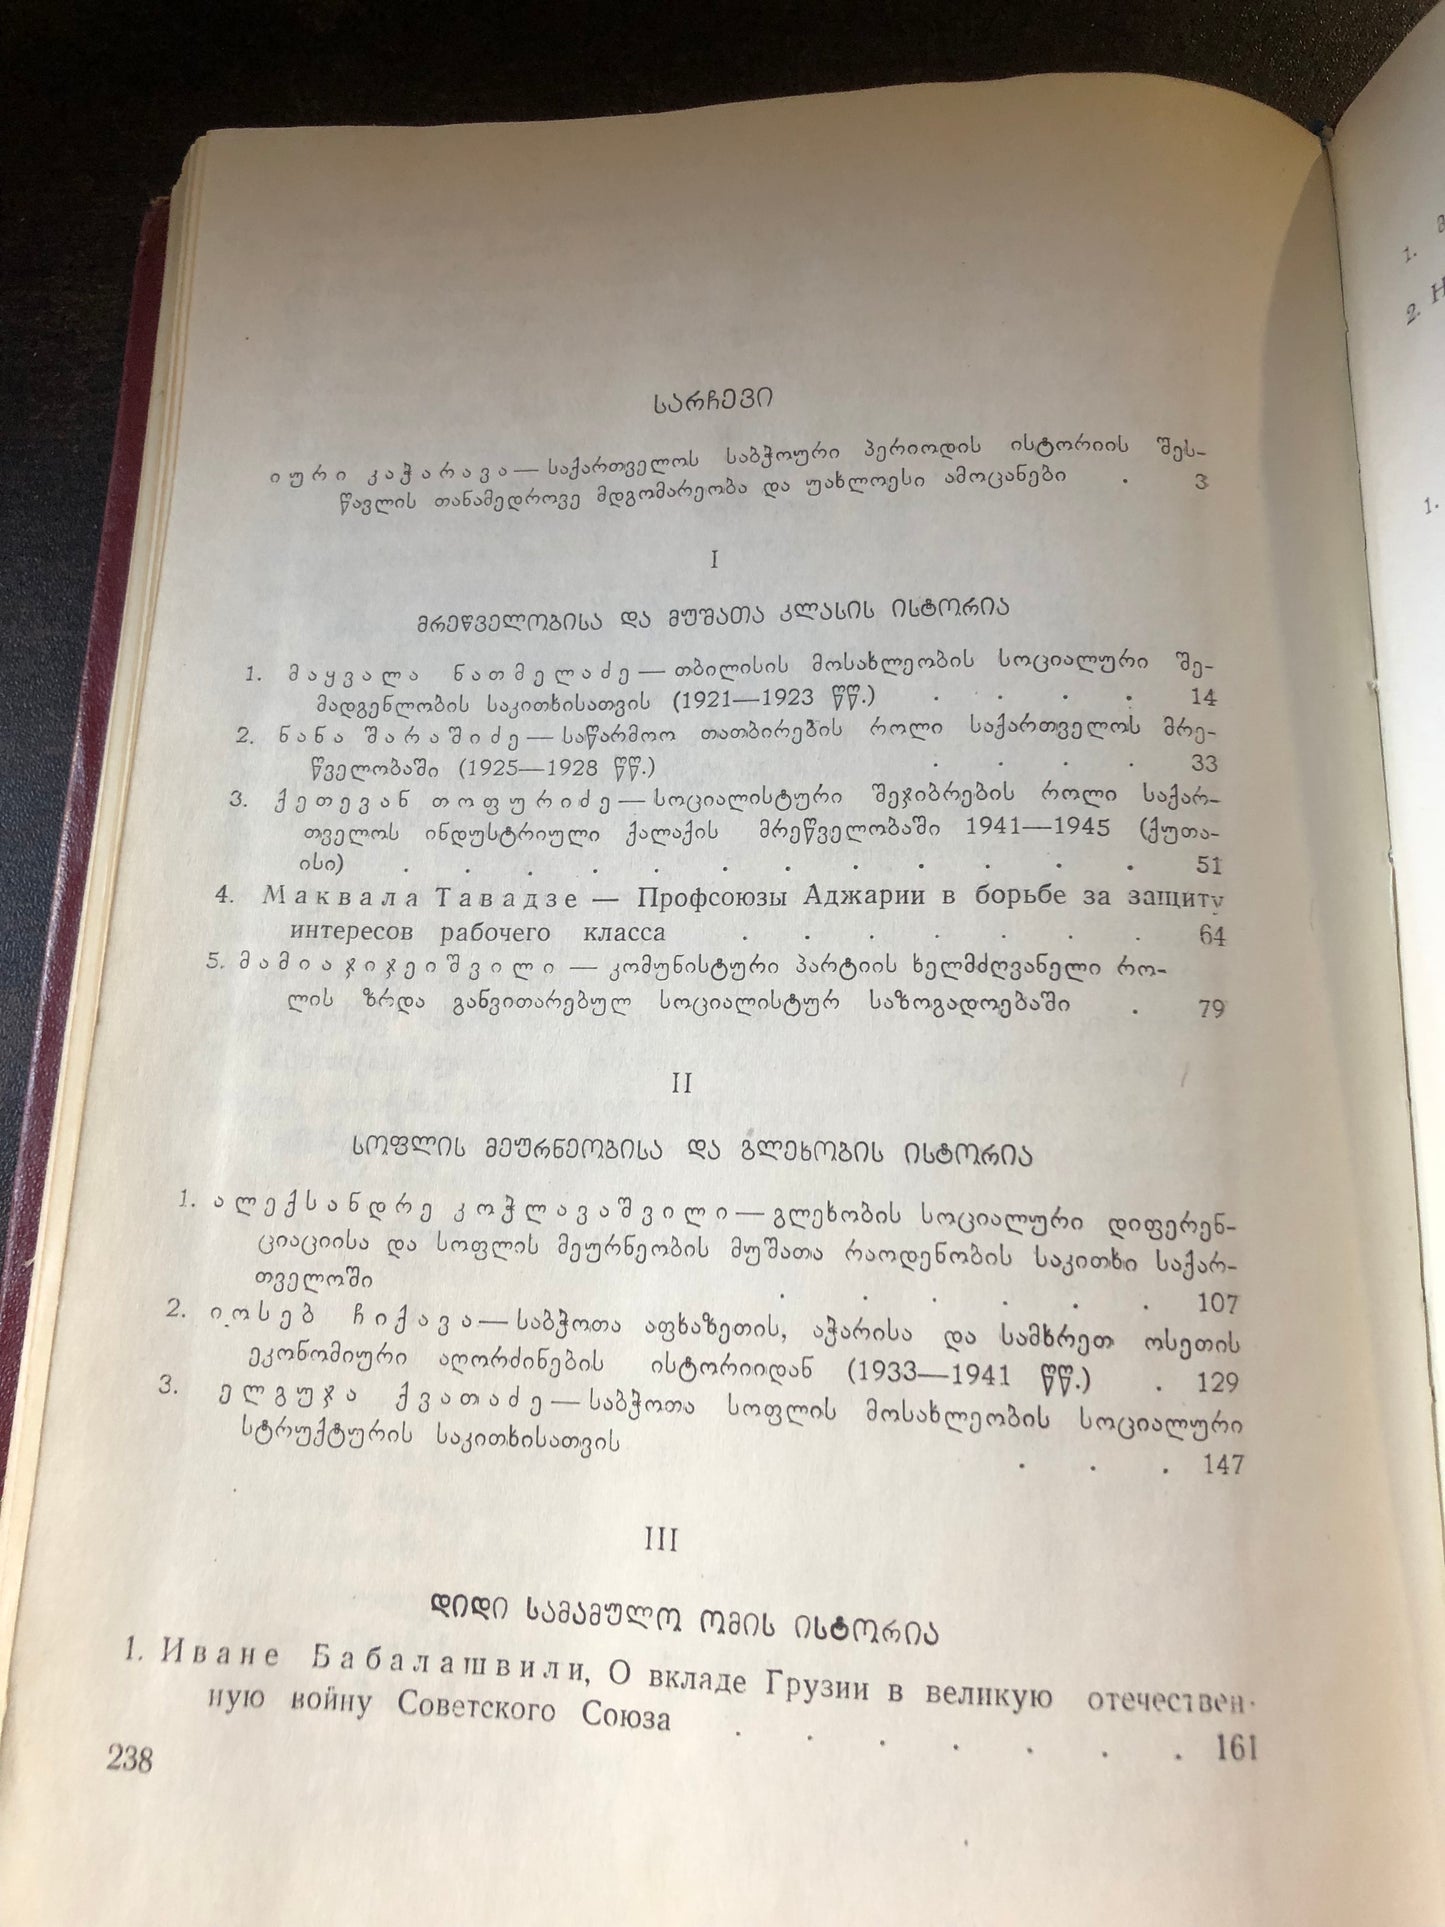 სარჩევი
იური კაჭარავა — საქართველოს საბჭოური პერიოდის ისტორიის შეს-
წავლის თანამედროვე მდგომარეობა და უახლოესი ამოცანები . 3
I
მრეწველობისა და მუშათა კლასის ისტორია
1. მაყვალა ნათმელაძე — თბილისის მოსახლეობის სოციალური შე-
მადგენლობის საკითხისათვის (1921—1923 წწ.) . . . . 14
2. ნანა შარაშიძე — საწარმოო თათბირების როლი საქართველოს მრე-
წველობაში (1925—1928 წწ.) . . . . 33
3. ქეთევან თოფურიძე — სოციალისტური შეჯიბრების როლი საქარ-
თველოს ინდუსტრიული ქალაქის მრეწველობაში 1941—1945 (ქუთა-
ისი) . . . . . . . . . . . . 51
4. Маквала Тавадзе — Профсоюзы Аджарии в борьбе за защиту
интересов рабочего класса . . . . . . . 64
5. მამია ჯიჯეიშვილი — კომუნისტური პარტიის ხელმძღვანელი რო-
ლის ზრდა განვითარებულ სოციალისტურ საზოგადოებაში . 79
II
სოფლის მეურნეობისა და გლეხობის ისტორია
1. ალექსანდრე კოჭლავაშვილი — გლეხობის სოციალური დიფერენ-
ციაციისა და სოფლის მეურნეობის მუშათა რაოდენობის საკითხი საქარ-
თველოში . . . . . . 107
2. იოსებ ჩიქავა — საბჭოთა აფხაზეთის, აჭარისა და სამხრეთ ოსეთის
ეკონომიური აღორძინების ისტორიიდან (1933—1941 წწ.) . 129
3. ელგუჯა ქვათაძე — საბჭოთა სოფლის მოსახლეობის სოციალური
სტრუქტურის საკითხისათვის . . . 147
III
დიდი სამამულო ომის ისტორია
1. Иване Бабалашвили, О вкладе Грузии в великую отечествен-
ную войну Советского Союза . . . . . . . 161
238
1.
2. Н
1.